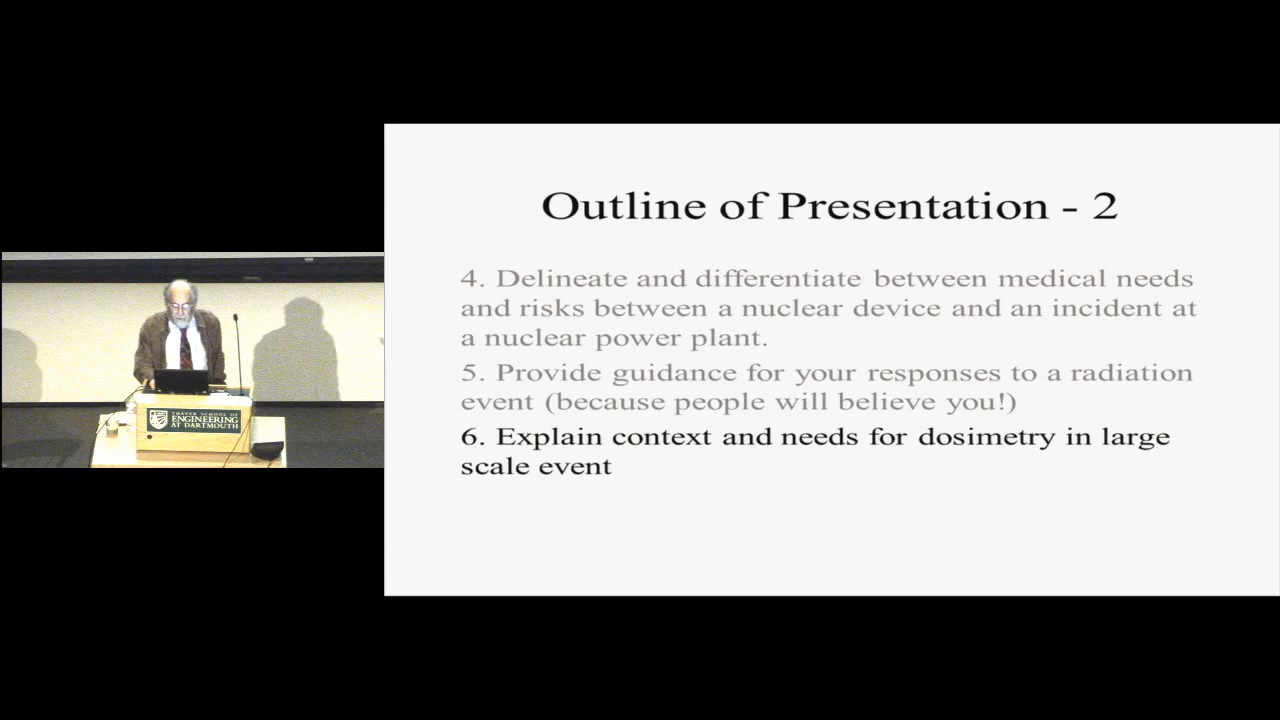 Outline of Presentation - 2
4. Delineate and differentiate between medical needs
and risks between a nuclear device and an incident at
a nuclear power plant.
5. Provide guidance for your responses to a radiation
event (because people will believe you!)
6. Explain context and needs for dosimetry in large
scale event
THAYER SCHOOL OF
ENGINEERING
AT DARTMOUTH